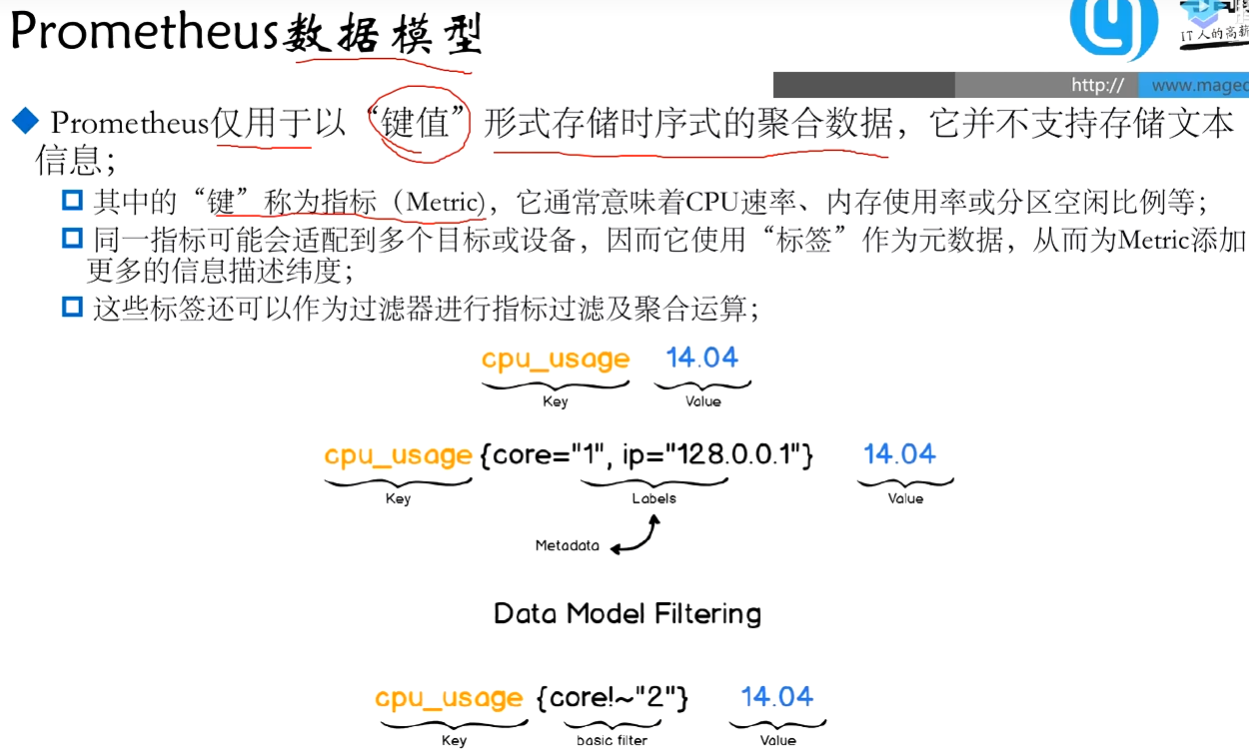 Prometheus数据模型
IT人的高薪
http:// www.mage
Prometheus仅用于以“键值”形式存储时序式的聚合数据，它并不支持存储文本
信息；
其中的“键”称为指标（Metric)，它通常意味着CPU速率、内存使用率或分区空闲比例等；
同一指标可能会适配到多个目标或设备，因而它使用“标签”作为元数据，从而为Metric添加
更多的信息描述纬度；
这些标签还可以作为过滤器进行指标过滤及聚合运算；
cpu_usage 14.04
Key Value
cpu_usage {core="1", ip="128.0.0.1"} 14.04
Key Labels Value
Metadata
Data Model Filtering
cpu_usage {core!~"2"} 14.04
Key basic filter Value